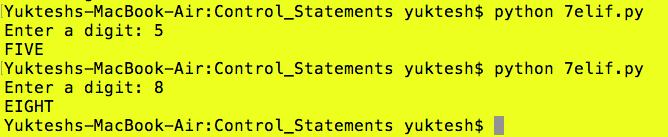 Yukteshs-MacBook-Air:Control_Statements yuktesh$ python 7elif.py
Enter a digit: 5
FIVE
[Yukteshs-MacBook-Air:Control_Statements yuktesh$ python 7elif.py
Enter a digit: 8
EIGHT
Yukteshs-MacBook-Air:Control_Statements yuktesh$